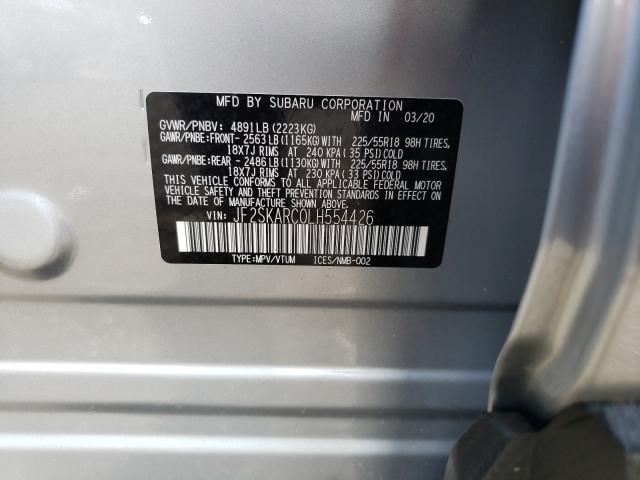 MFD BY SUBARU CORPORATION
MFD. IN 03/20
GVWR/PNBV: 4891LB(2223KG)
GAWR/PNBE:FRONT- 2563LB(1165KG)WITH 225/55R18 98H TIRES,
18X7J RIMS AT 240 KPA(35 PSI)COLD
GAWR/PNBE:REAR - 2486LB(1130KG)WITH 225/55R18 98H TIRES,
18X7J RIMS AT 230 KPA(33 PSI)COLD
THIS VEHICLE CONFORMS TO ALL APPLICABLE FEDERAL MOTOR
VEHICLE SAFETY AND THEFT PREVENTION STANDARDS IN EFFECT ON
THE DATE OF MANUFACTURE SHOWN ABOVE.
VIN: JF2SKARC0LH554426
TYPE:MPV/VTUM ICES/NMB-002